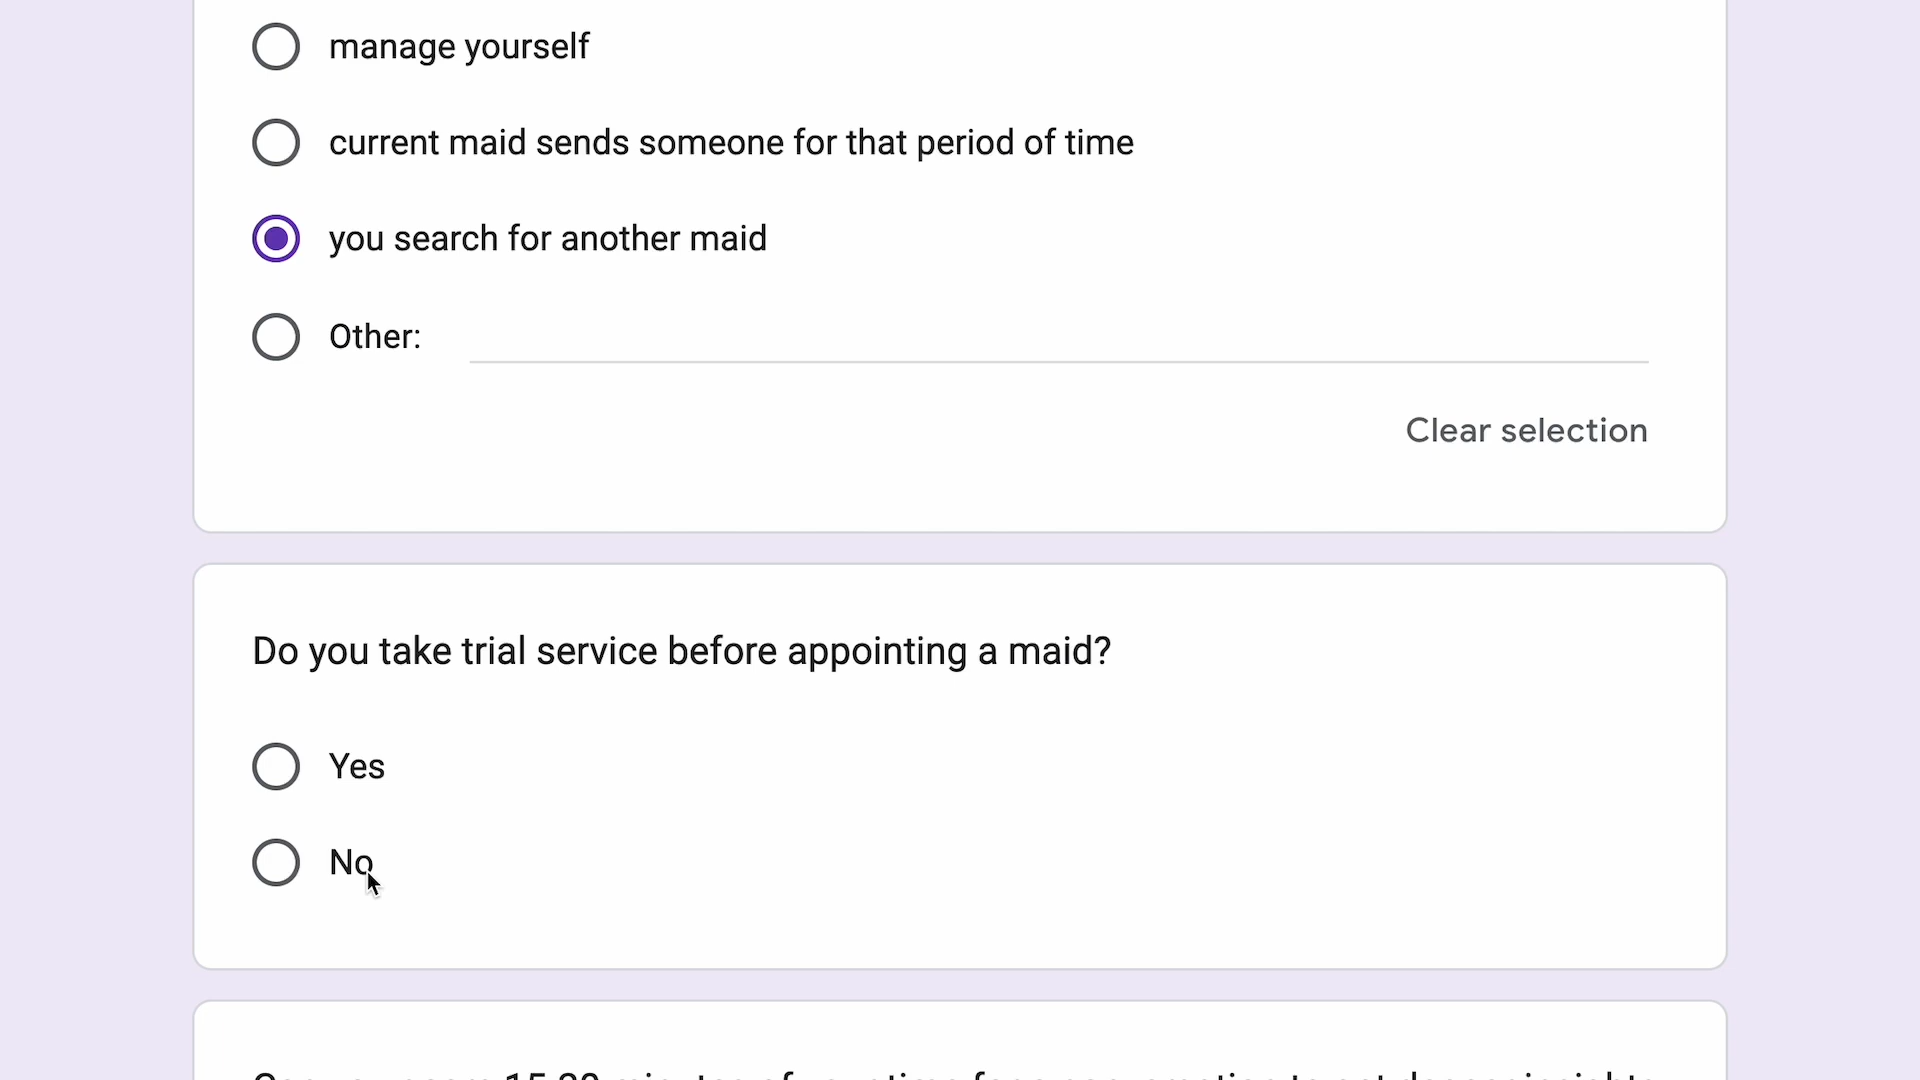 manage yourself
current maid sends someone for that period of time
you search for another maid
Other:
Clear selection
Do you take trial service before appointing a maid?
Yes
No